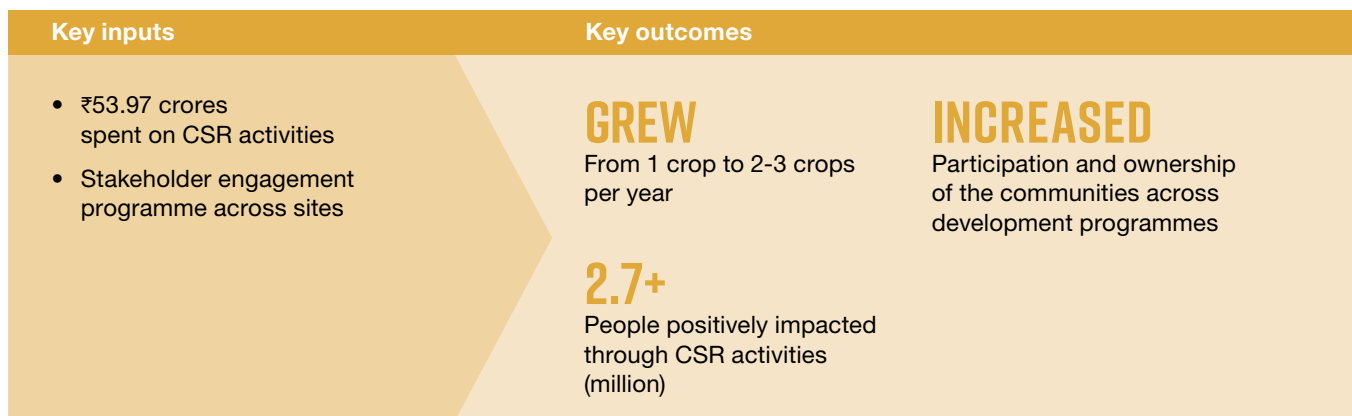 Key inputs
• ₹53.97 crores
spent on CSR activities
• Stakeholder engagement
programme across sites
Key outcomes
GREW
From 1 crop to 2-3 crops
per year
INCREASED
Participation and ownership
of the communities across
development programmes
2.7+
People positively impacted
through CSR activities
(million)